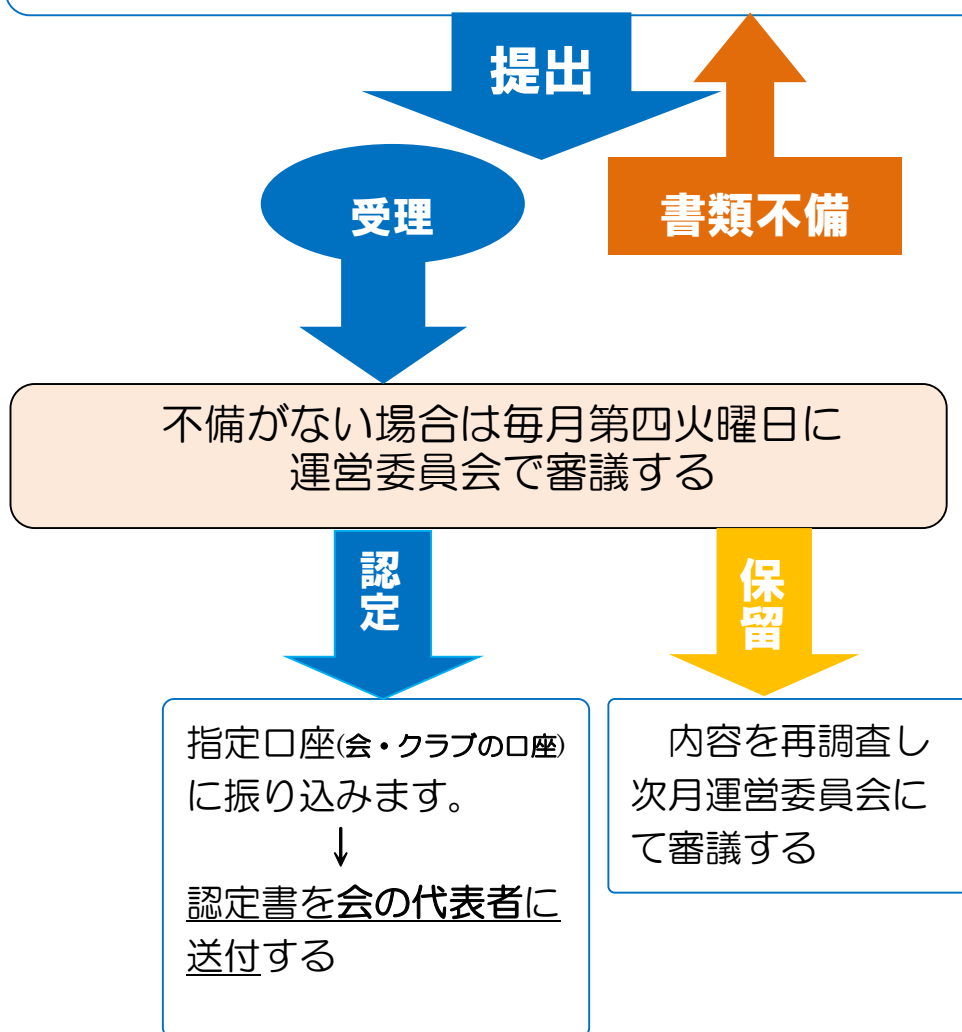 提出
書類不備
受理
不備がない場合は毎月第四火曜日に
運営委員会で審議する
認定
保留
指定口座(会・クラブの口座)
に振り込みます。
↓
認定書を会の代表者に
送付する
内容を再調査し
次月運営委員会に
て審議する